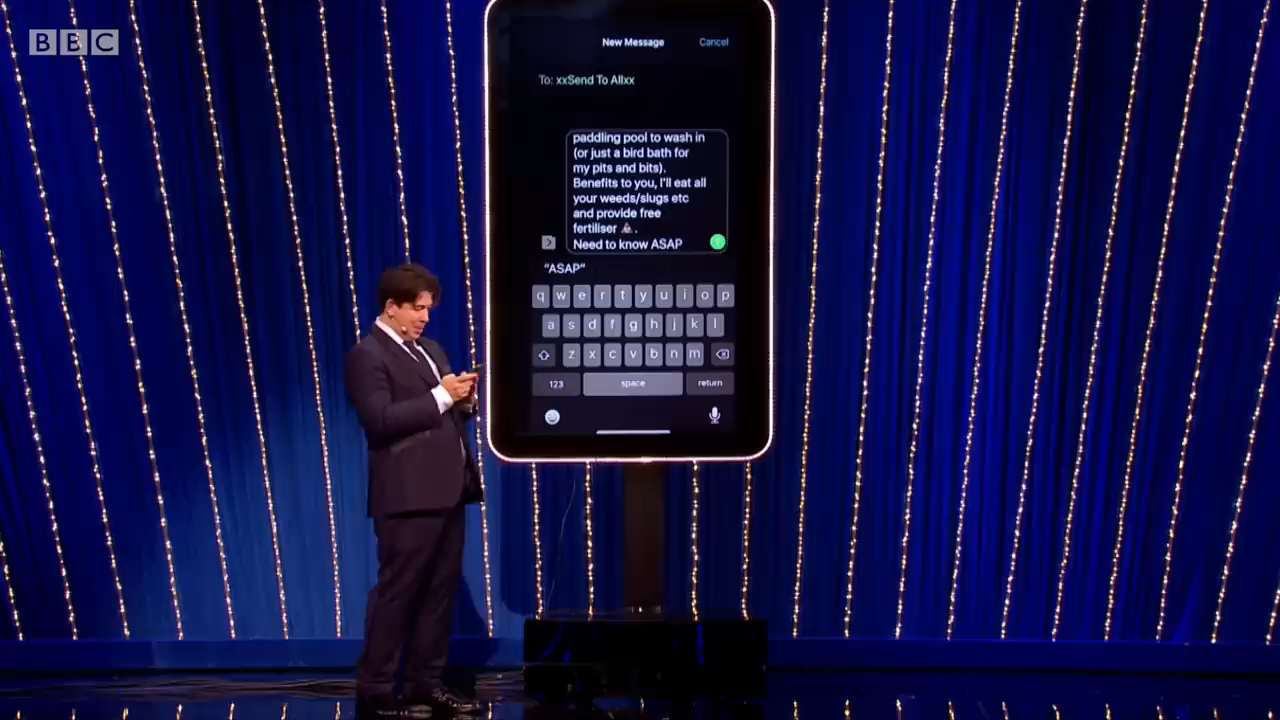 BBC
New Message
Cancel
To: xxSend To Allxx
paddling pool to wash in
(or just a bird bath for
my pits and bits).
Benefits to you, I'll eat all
your weeds/slugs etc
and provide free
fertiliser 💩.
Need to know ASAP
"ASAP"
q w e r t y u i o p
a s d f g h j k l
z x c v b n m
123 space return